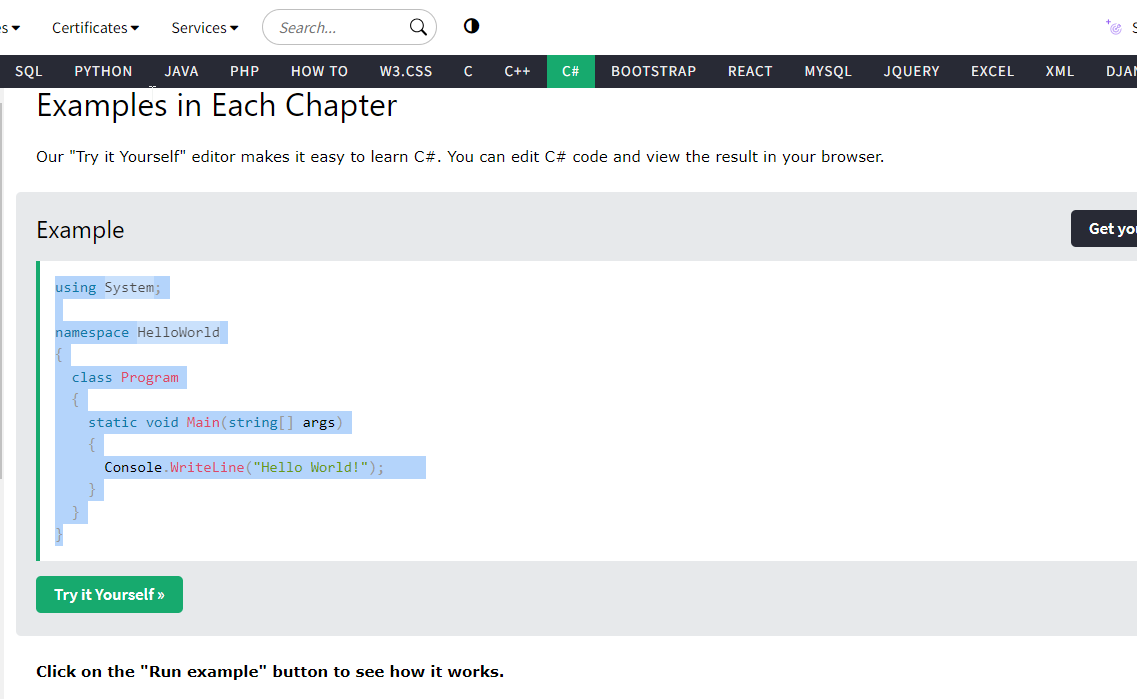 Certificates Services Search...
SQL PYTHON JAVA PHP HOW TO W3.CSS C C++ C# BOOTSTRAP REACT MYSQL JQUERY EXCEL XML
Examples in Each Chapter
Our "Try it Yourself" editor makes it easy to learn C#. You can edit C# code and view the result in your browser.
Example
Get
using System;
namespace HelloWorld
{
class Program
{
static void Main(string[] args)
{
Console.WriteLine("Hello World!");
}
}
}
Try it Yourself »
Click on the "Run example" button to see how it works.